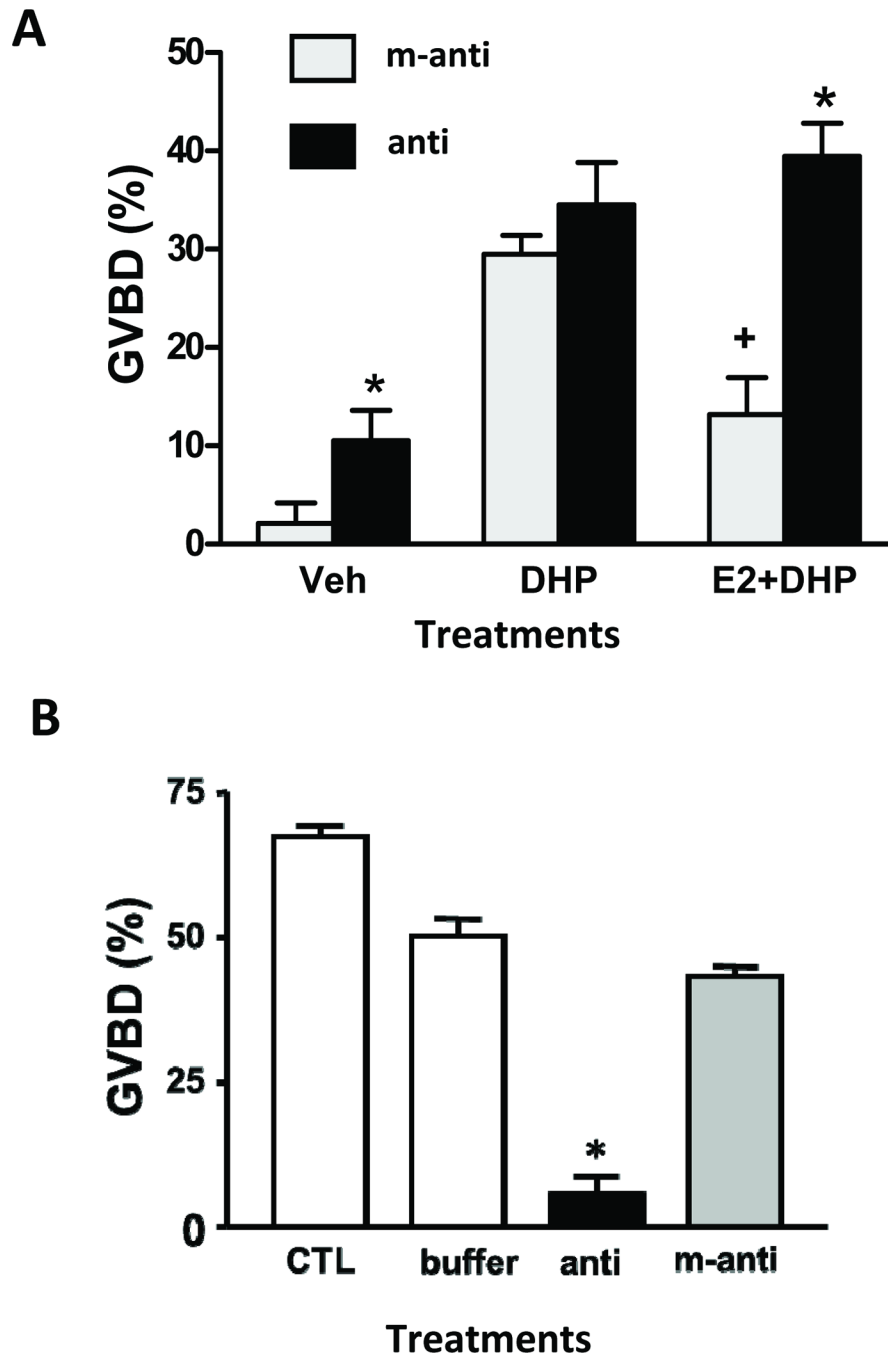 A
50
m-anti
*
40
anti
30
GVBD (%)
+
20
*
10
0
Veh DHP E2+DHP
Treatments
B
75
50
GVBD (%)
25
*
0
CTL buffer anti m-anti
Treatments